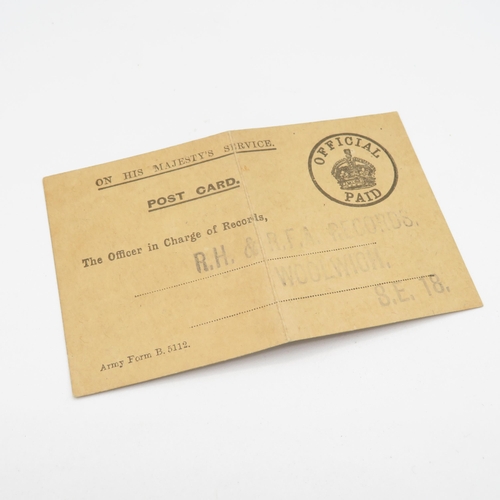 ON HIS MAJESTY'S SERVICE.
OFFICIAL
PAID
POST CARD.
The Officer in Charge of Records,
R.H. & R.F.A. RECORDS.
WOOLWICH.
S.E. 18.
Army Form B. 5112.